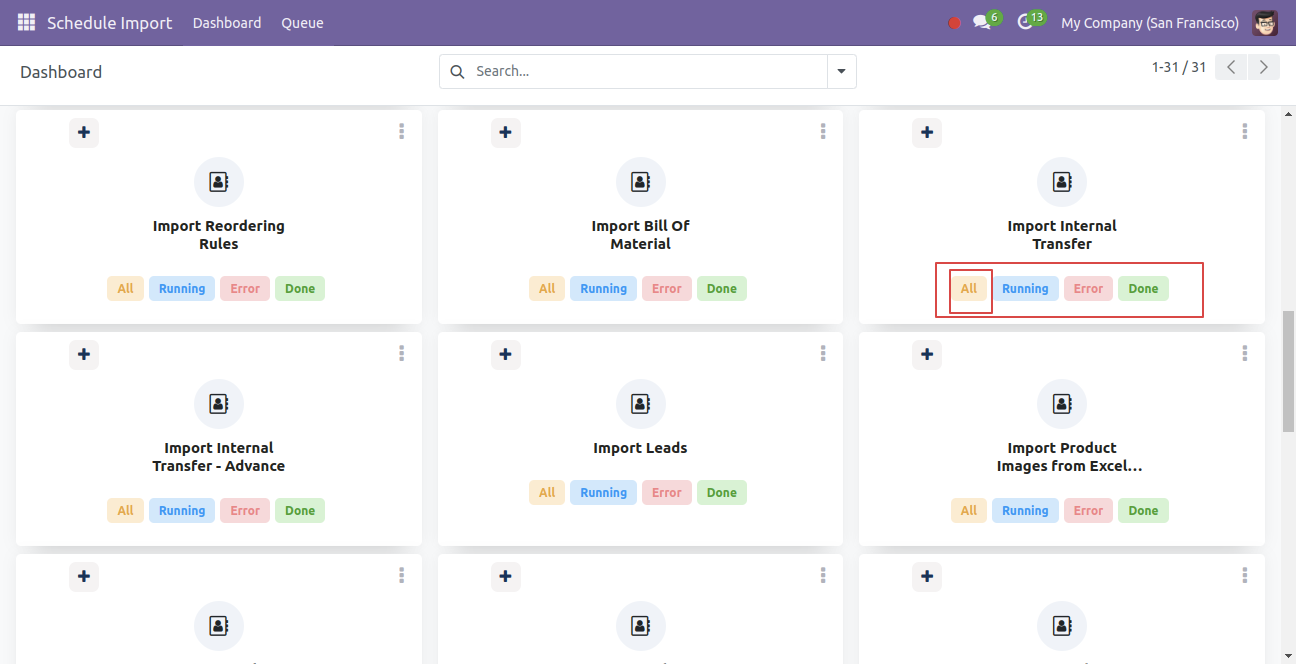 Schedule Import Dashboard Queue 6 13 My Company (San Francisco)
Dashboard Search... 1-31 / 31
Import Reordering
Rules
All Running Error Done
Import Bill Of
Material
All Running Error Done
Import Internal
Transfer
All Running Error Done
Import Internal
Transfer - Advance
All Running Error Done
Import Leads
All Running Error Done
Import Product
Images from Excel...
All Running Error Done